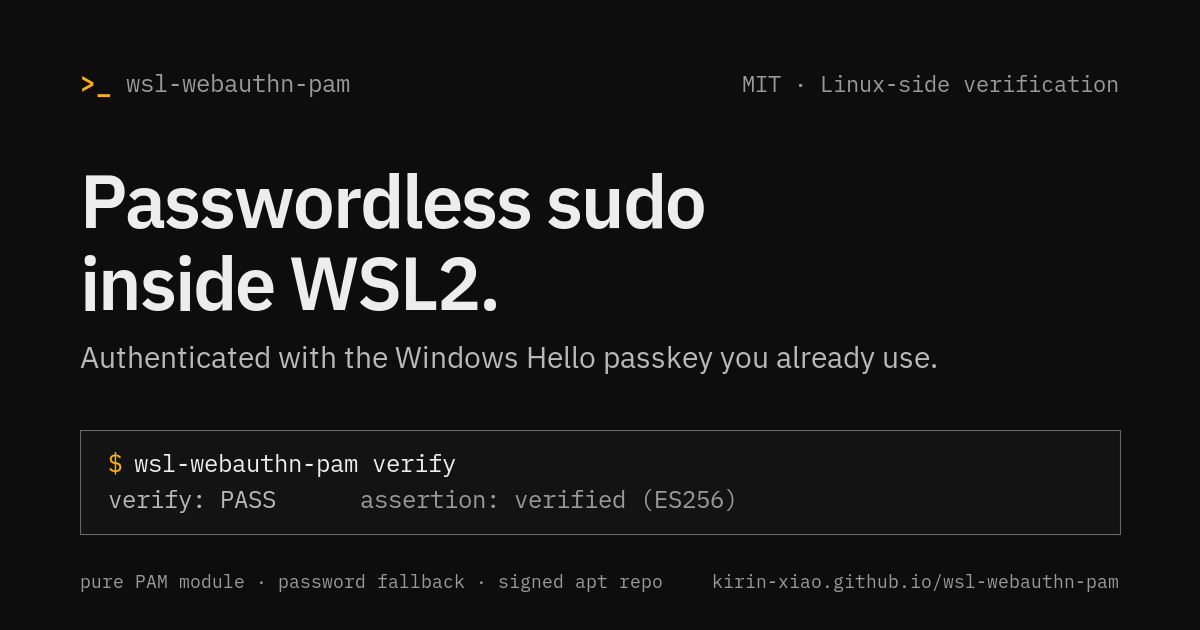 >_ wsl-webauthn-pam
MIT · Linux-side verification
Passwordless sudo
inside WSL2.
Authenticated with the Windows Hello passkey you already use.
$ wsl-webauthn-pam verify
verify: PASS assertion: verified (ES256)
pure PAM module · password fallback · signed apt repo
kirin-xiao.github.io/wsl-webauthn-pam